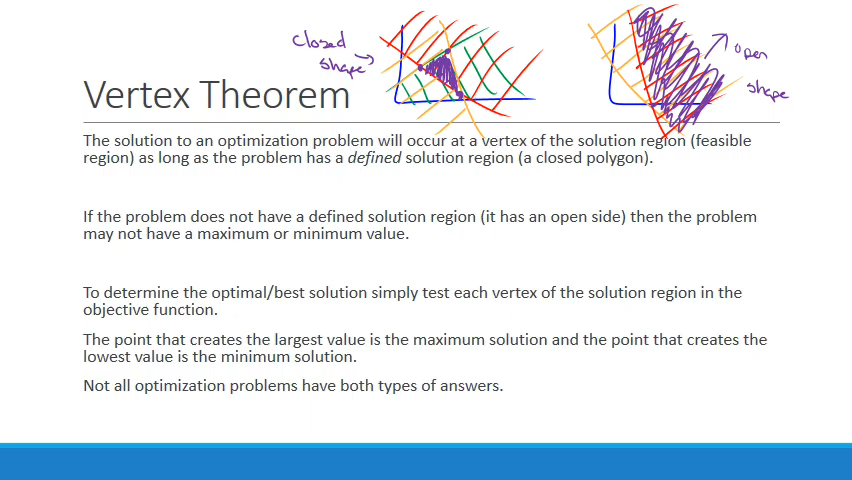 closed
shape
open
shape
Vertex Theorem
The solution to an optimization problem will occur at a vertex of the solution region (feasible
region) as long as the problem has a defined solution region (a closed polygon).
If the problem does not have a defined solution region (it has an open side) then the problem
may not have a maximum or minimum value.
To determine the optimal/best solution simply test each vertex of the solution region in the
objective function.
The point that creates the largest value is the maximum solution and the point that creates the
lowest value is the minimum solution.
Not all optimization problems have both types of answers.